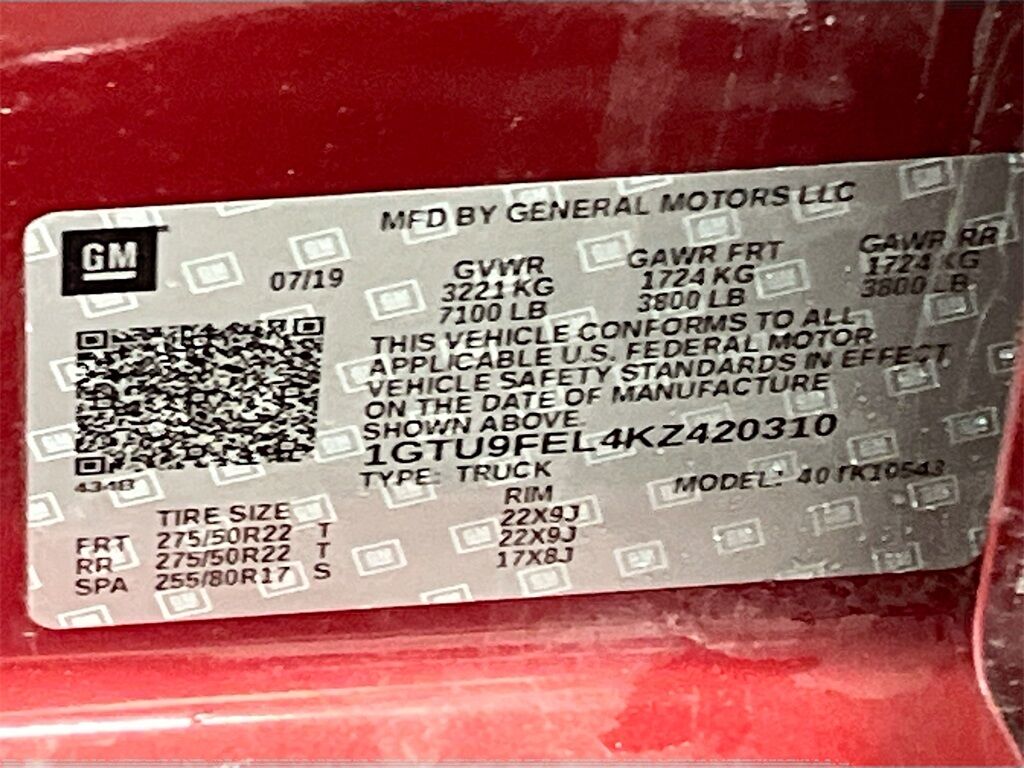 MFD BY GENERAL MOTORS LLC
GM
07/19 GVWR GAWR FRT GAWR RR
3221 KG 1724 KG 1724 KG
7100 LB 3800 LB 3800 LB
THIS VEHICLE CONFORMS TO ALL
APPLICABLE U.S. FEDERAL MOTOR
VEHICLE SAFETY STANDARDS IN EFFECT
ON THE DATE OF MANUFACTURE
SHOWN ABOVE.
1GTU9FEL4KZ420310
4348
TYPE: TRUCK MODEL:
TIRE SIZE RIM
FRT 275/50R22 T 22X9J
RR 275/50R22 T 22X9J
SPA 255/80R17 S 17X8J